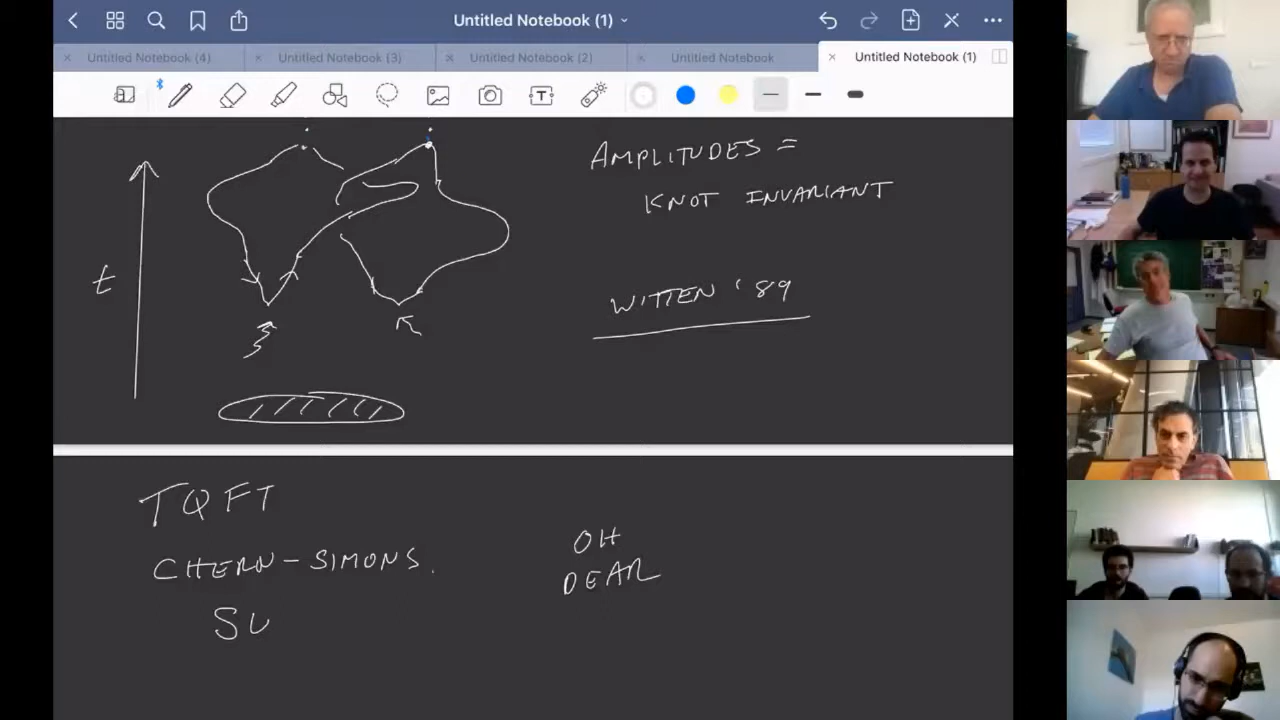 Untitled Notebook (1)
Untitled Notebook (4)
Untitled Notebook (3)
Untitled Notebook (2)
Untitled Notebook
Untitled Notebook (1)
T
AMPLITUDES =
KNOT INVARIANT
t
WITTEN '89
TQFT
CHERN-SIMONS.
SU
OH
DEAR